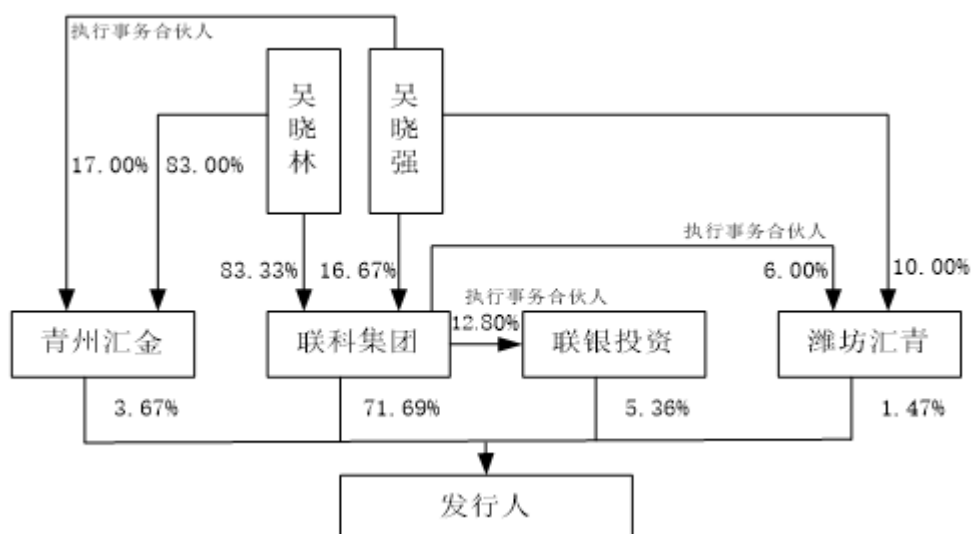 执行事务合伙人
吴晓林
吴晓强
17.00%
83.00%
执行事务合伙人
83.33%
16.67%
6.00%
10.00%
执行事务合伙人
12.80%
青州汇金
联科集团
联银投资
潍坊汇青
3.67%
71.69%
5.36%
1.47%
发行人